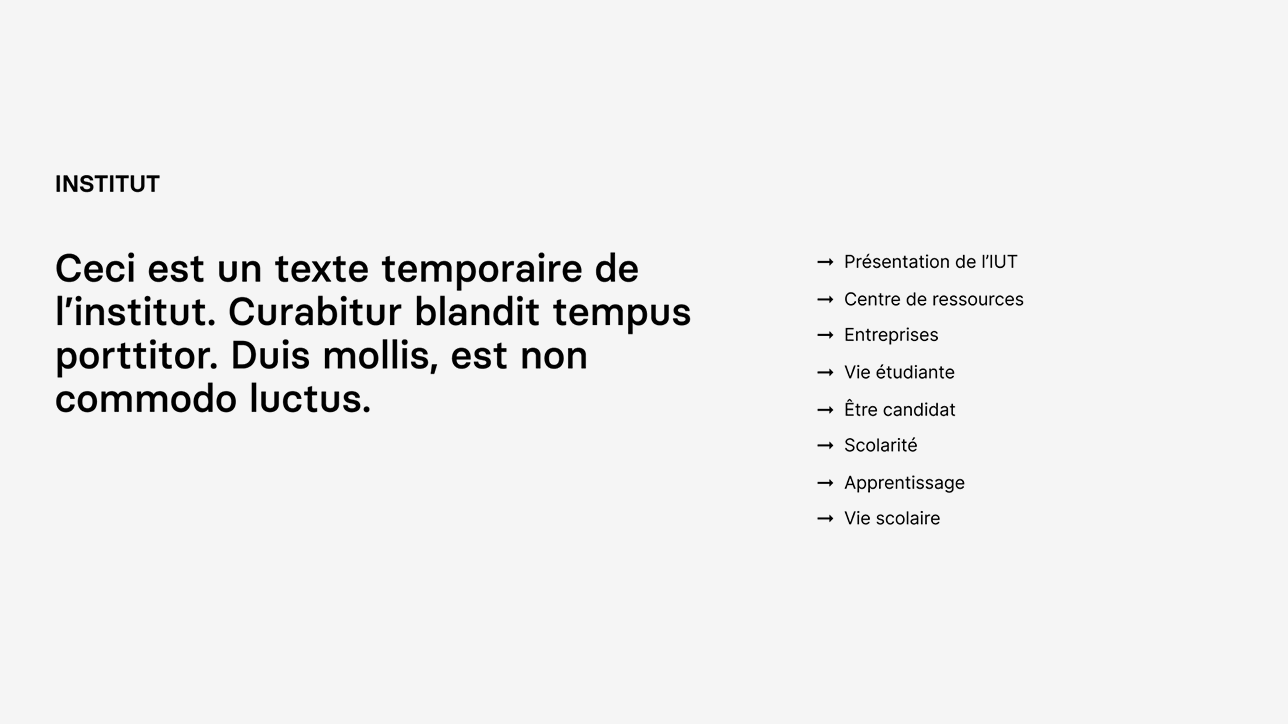 INSTITUT
Ceci est un texte temporaire de
l’institut. Curabitur blandit tempus
porttitor. Duis mollis, est non
commodo luctus.
→ Présentation de l’IUT
→ Centre de ressources
→ Entreprises
→ Vie étudiante
→ Être candidat
→ Scolarité
→ Apprentissage
→ Vie scolaire